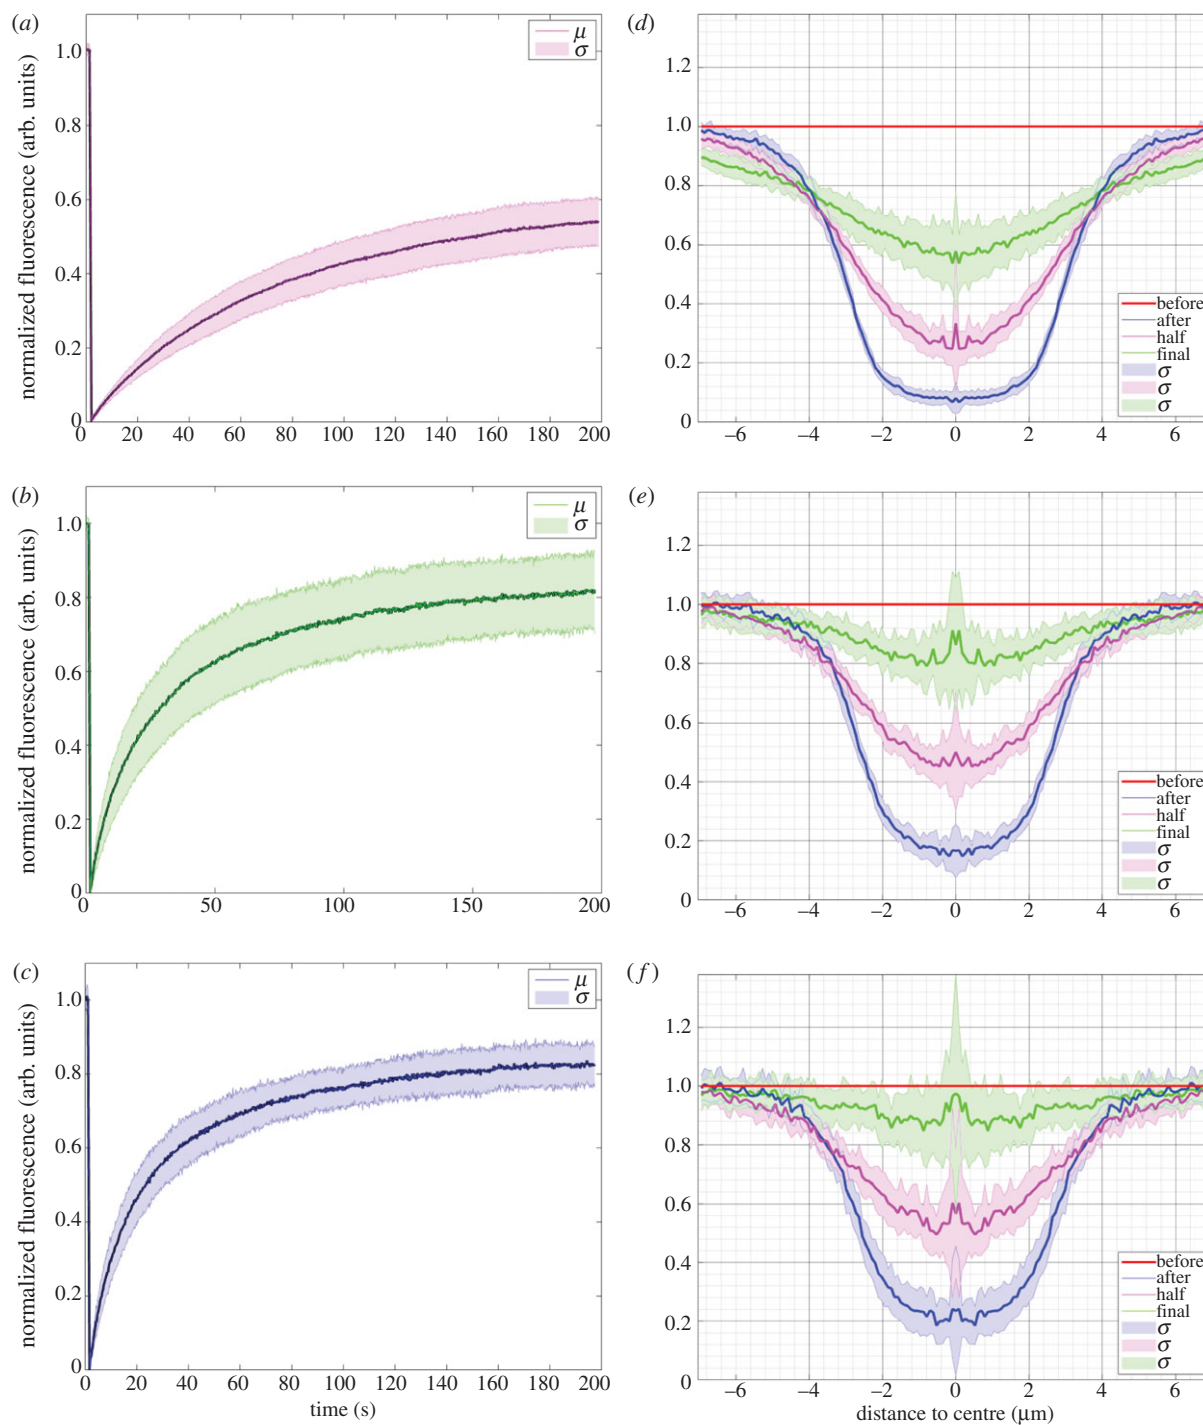 (a)
normalized fluorescence (arb. units)
1.0
0.8
0.6
0.4
0.2
0
μ
σ
0 20 40 60 80 100 120 140 160 180 200
(d)
1.2
1.0
0.8
0.6
0.4
0.2
0
before
after
half
final
σ
σ
σ
–6 –4 –2 0 2 4 6
(b)
normalized fluorescence (arb. units)
1.0
0.8
0.6
0.4
0.2
0
μ
σ
0 50 100 150 200
(e)
1.2
1.0
0.8
0.6
0.4
0.2
0
before
after
half
final
σ
σ
σ
–6 –4 –2 0 2 4 6
(c)
normalized fluorescence (arb. units)
1.0
0.8
0.6
0.4
0.2
0
μ
σ
0 20 40 60 80 100 120 140 160 180 200
time (s)
(f)
1.2
1.0
0.8
0.6
0.4
0.2
0
before
after
half
final
σ
σ
σ
–6 –4 –2 0 2 4 6
distance to centre (μm)